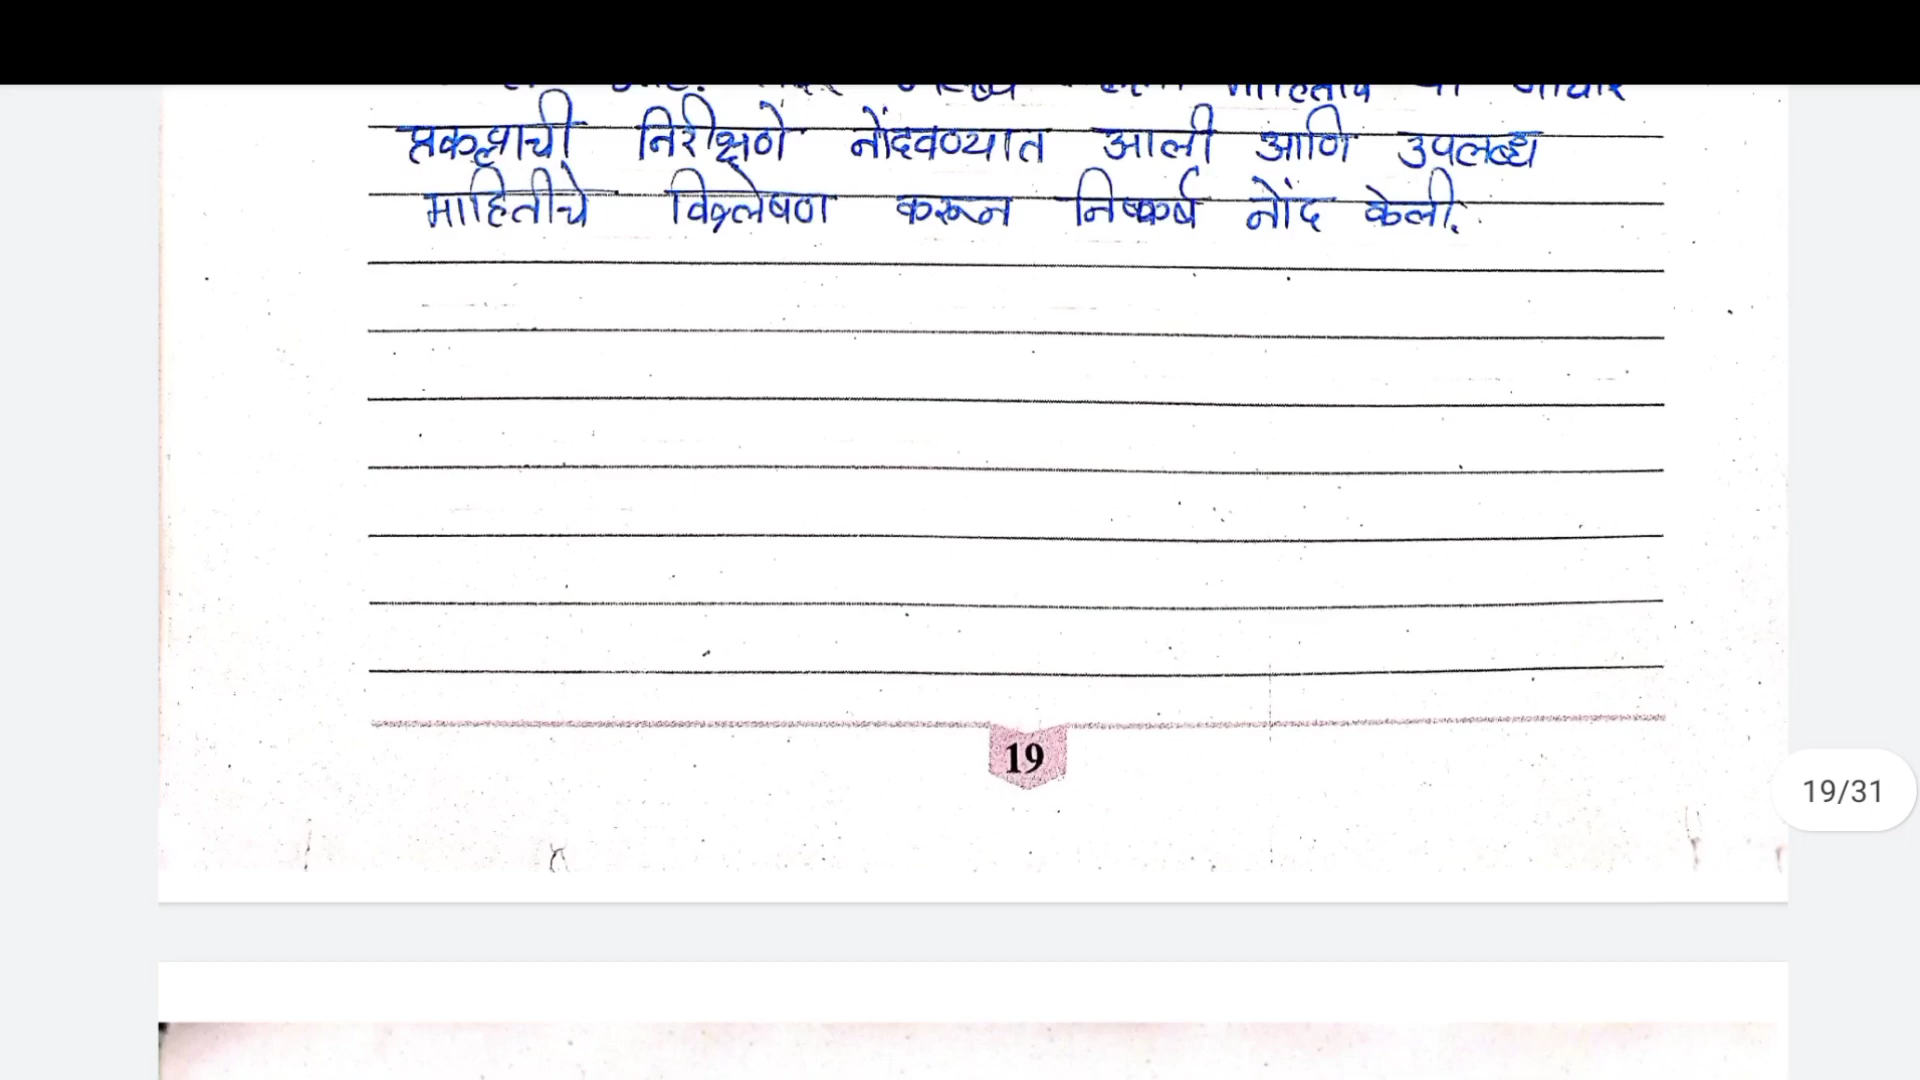 प्रकल्पाची निरीक्षणे नोंदवण्यात आली आणि उपलब्ध
माहितीचे विश्लेषण करून निष्कर्ष नोंद केली.
19
19/31